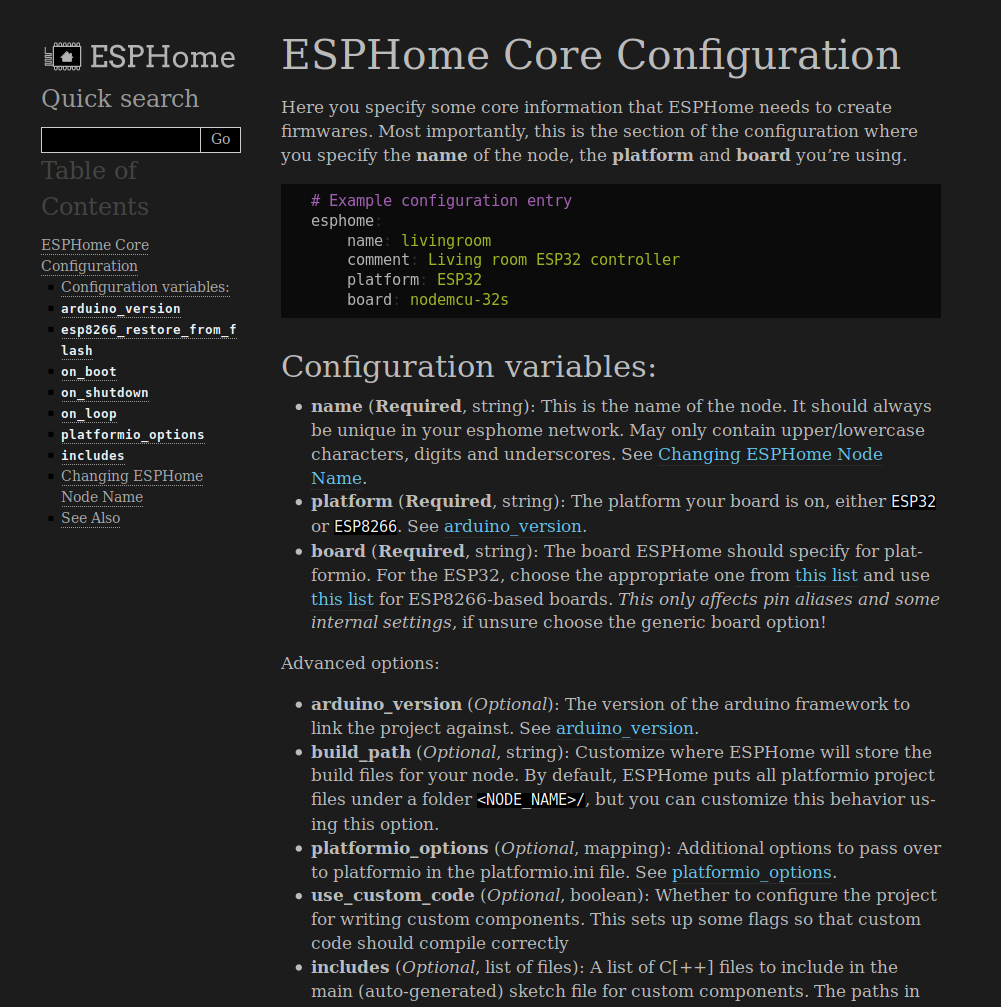 ESPHome
Quick search
Go
Table of
Contents
ESPHome Core
Configuration
Configuration variables:
arduino_version
esp8266_restore_from_f
lash
on_boot
on_shutdown
on_loop
platformio_options
includes
Changing ESPHome
Node Name
See Also
ESPHome Core Configuration
Here you specify some core information that ESPHome needs to create
firmwares. Most importantly, this is the section of the configuration where
you specify the name of the node, the platform and board you’re using.
# Example configuration entry
esphome:
name: livingroom
comment: Living room ESP32 controller
platform: ESP32
board: nodemcu-32s
Configuration variables:
• name (Required, string): This is the name of the node. It should always
be unique in your esphome network. May only contain upper/lowercase
characters, digits and underscores. See Changing ESPHome Node
Name.
• platform (Required, string): The platform your board is on, either ESP32
or ESP8266. See arduino_version.
• board (Required, string): The board ESPHome should specify for plat-
formio. For the ESP32, choose the appropriate one from this list and use
this list for ESP8266-based boards. This only affects pin aliases and some
internal settings, if unsure choose the generic board option!
Advanced options:
• arduino_version (Optional): The version of the arduino framework to
link the project against. See arduino_version.
• build_path (Optional, string): Customize where ESPHome will store the
build files for your node. By default, ESPHome puts all platformio project
files under a folder <NODE_NAME>/, but you can customize this behavior us-
ing this option.
• platformio_options (Optional, mapping): Additional options to pass over
to platformio in the platformio.ini file. See platformio_options.
• use_custom_code (Optional, boolean): Whether to configure the project
for writing custom components. This sets up some flags so that custom
code should compile correctly
• includes (Optional, list of files): A list of C[++] files to include in the
main (auto-generated) sketch file for custom components. The paths in